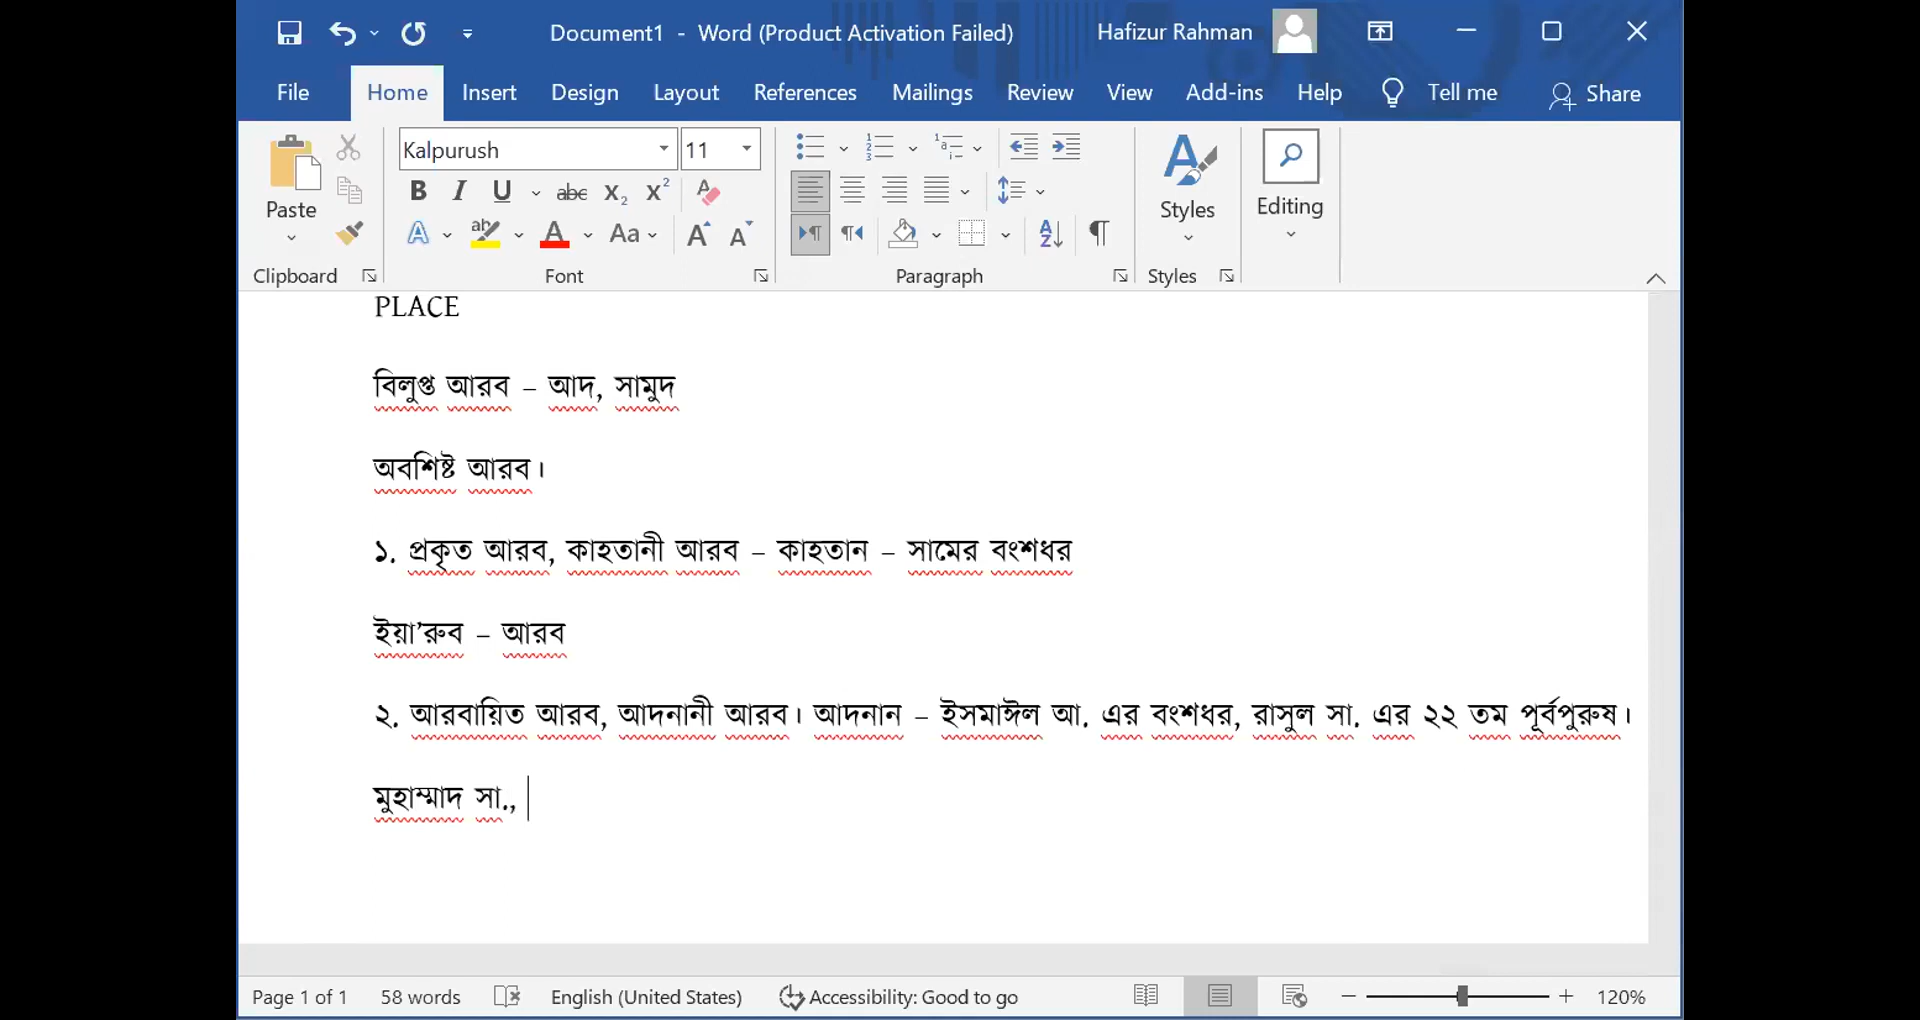 Document1 - Word (Product Activation Failed) Hafizur Rahman
File Home Insert Design Layout References Mailings Review View Add-ins Help Tell me Share
Kalpurush 11
Paste Styles Editing
Clipboard Font Paragraph Styles
PLACE
বিলুপ্ত আরব – আদ, সামুদ
অবশিষ্ট আরব।
১. প্রকৃত আরব, কাহতানী আরব – কাহতান – সামের বংশধর
ইয়া’রুব – আরব
২. আরবায়িত আরব, আদনানী আরব। আদনান – ইসমাঈল আ. এর বংশধর, রাসুল সা. এর ২২ তম পূর্বপুরুষ।
মুহাম্মাদ সা.,
Page 1 of 1 58 words English (United States) Accessibility: Good to go 120%